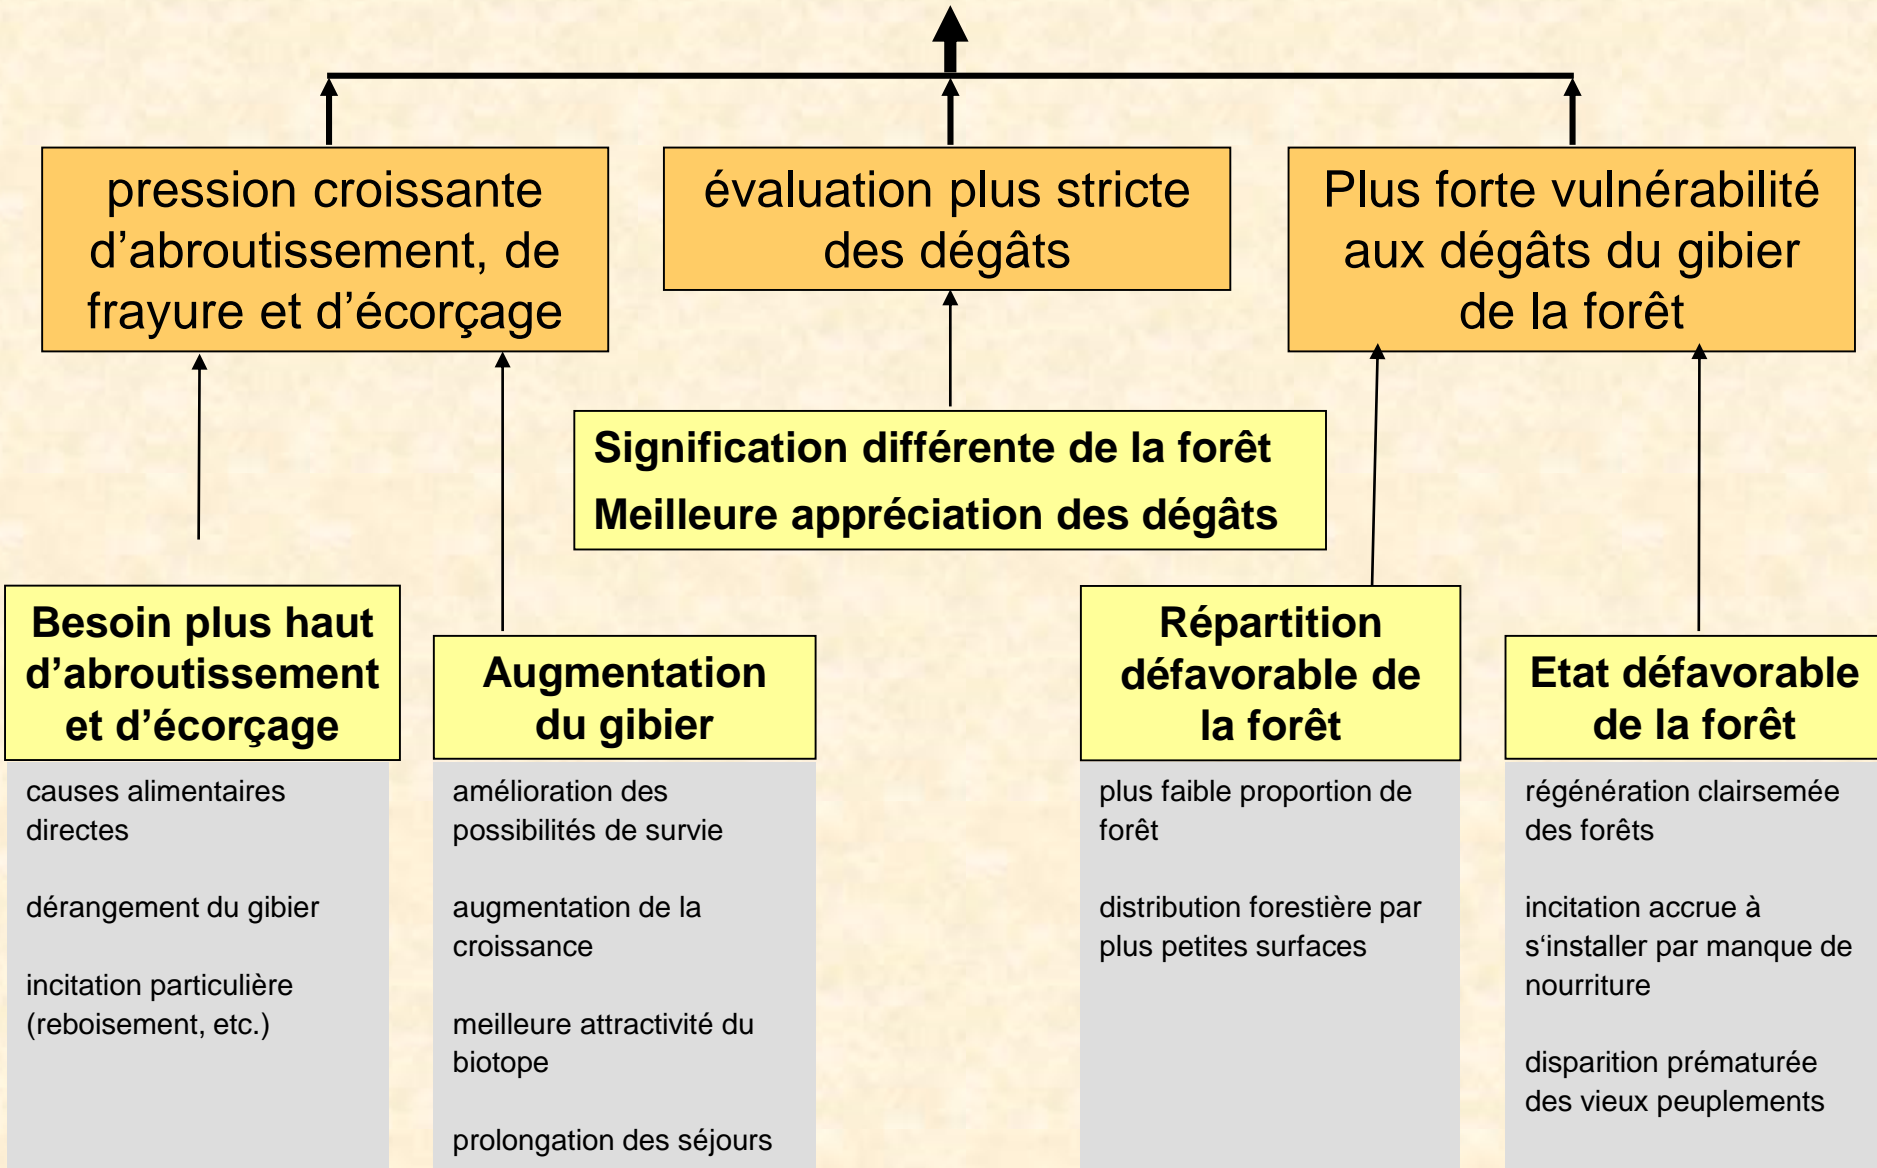 pression croissante
d’abroutissement, de
frayure et d’écorçage
évaluation plus stricte
des dégâts
Plus forte vulnérabilité
aux dégâts du gibier
de la forêt
Signification différente de la forêt
Meilleure appréciation des dégâts
Besoin plus haut
d’abroutissement
et d’écorçage
causes alimentaires
directes
dérangement du gibier
incitation particulière
(reboisement, etc.)
Augmentation
du gibier
amélioration des
possibilités de survie
augmentation de la
croissance
meilleure attractivité du
biotope
prolongation des séjours
Répartition
défavorable de
la forêt
plus faible proportion de
forêt
distribution forestière par
plus petites surfaces
Etat défavorable
de la forêt
régénération clairsemée
des forêts
incitation accrue à
s‘installer par manque de
nourriture
disparition prématurée
des vieux peuplements